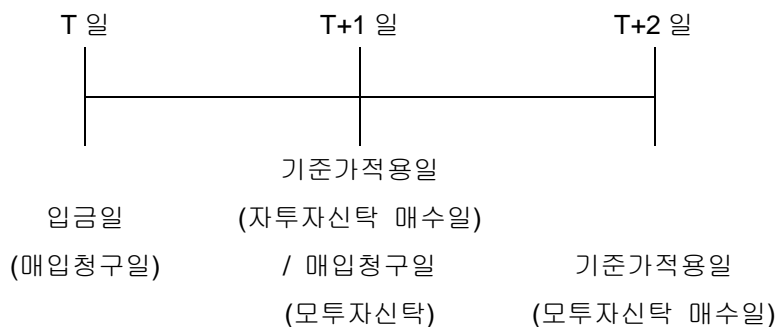 T 일 T+1 일 T+2 일
기준가적용일
입금일 (자투자신탁 매수일)
(매입청구일) / 매입청구일 기준가적용일
(모투자신탁) (모투자신탁 매수일)